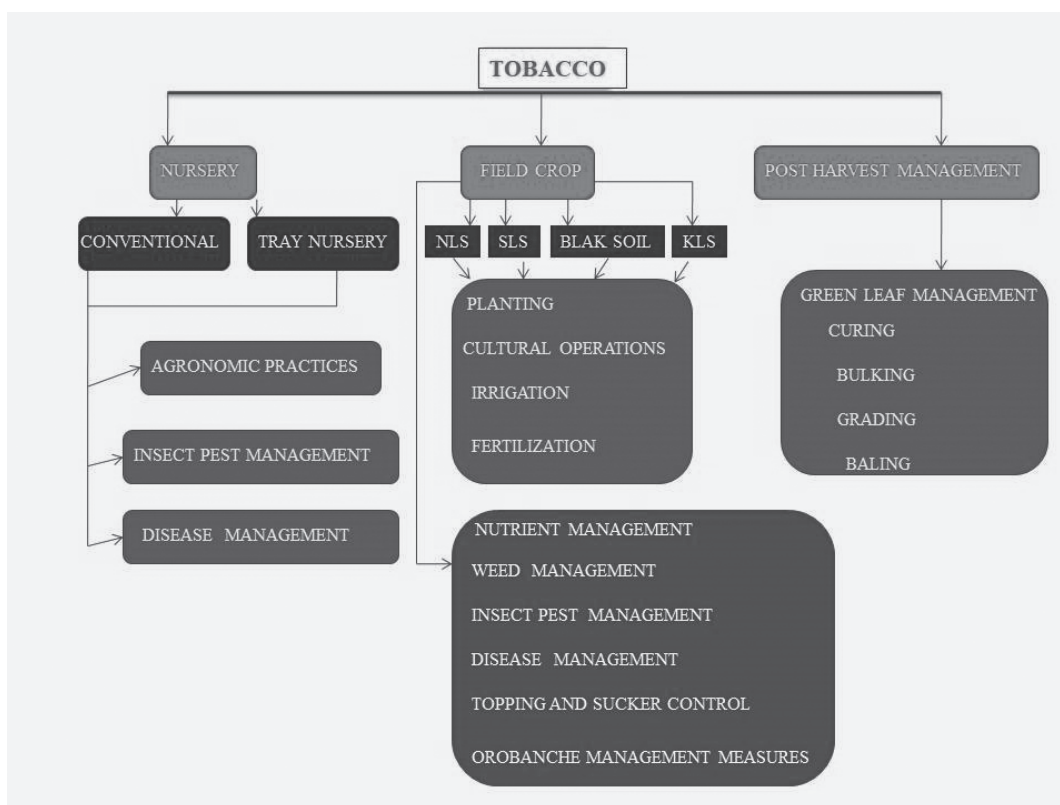 TOBACCO
NURSERY
FIELD CROP
POST HARVEST MANAGEMENT
CONVENTIONAL
TRAY NURSERY
NLS
SLS
BLAK SOIL
KLS
PLANTING
CULTURAL OPERATIONS
IRRIGATION
FERTILIZATION
GREEN LEAF MANAGEMENT
CURING
BULKING
GRADING
BALING
AGRONOMIC PRACTICES
INSECT PEST MANAGEMENT
DISEASE MANAGEMENT
NUTRIENT MANAGEMENT
WEED MANAGEMENT
INSECT PEST MANAGEMENT
DISEASE MANAGEMENT
TOPPING AND SUCKER CONTROL
OROBANCHE MANAGEMENT MEASURES